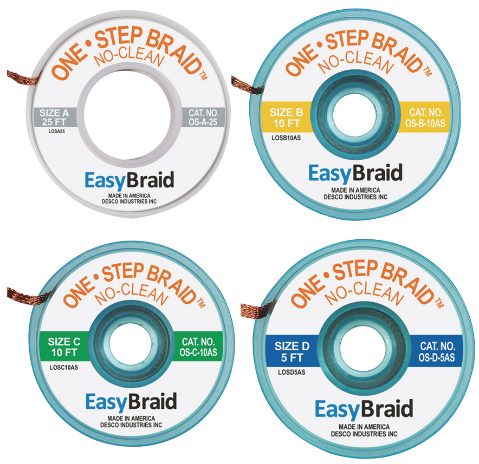 ONE • STEP BRAID™
NO-CLEAN
SIZE A
25 FT
CAT. NO.
OS-A-25
LOSA25
EasyBraid
MADE IN AMERICA
DESCO INDUSTRIES INC
ONE • STEP BRAID™
NO-CLEAN
SIZE B
10 FT
CAT. NO.
OS-B-10AS
LOSB10AS
EasyBraid
MADE IN AMERICA
DESCO INDUSTRIES INC
ONE • STEP BRAID™
NO-CLEAN
SIZE C
10 FT
CAT. NO.
OS-C-10AS
LOSC10AS
EasyBraid
MADE IN AMERICA
DESCO INDUSTRIES INC
ONE • STEP BRAID™
NO-CLEAN
SIZE D
5 FT
CAT. NO.
OS-D-5AS
LOSD5AS
EasyBraid
MADE IN AMERICA
DESCO INDUSTRIES INC